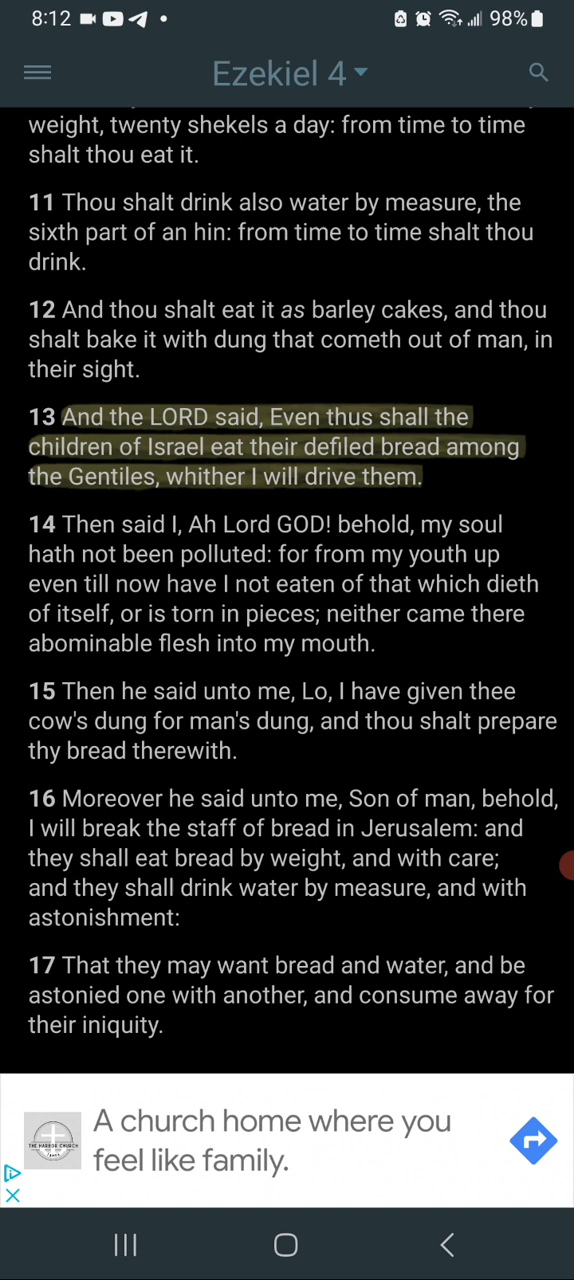 8:12
98%
Ezekiel 4
weight, twenty shekels a day: from time to time
shalt thou eat it.
11 Thou shalt drink also water by measure, the
sixth part of an hin: from time to time shalt thou
drink.
12 And thou shalt eat it as barley cakes, and thou
shalt bake it with dung that cometh out of man, in
their sight.
13 And the LORD said, Even thus shall the
children of Israel eat their defiled bread among
the Gentiles, whither I will drive them.
14 Then said I, Ah Lord GOD! behold, my soul
hath not been polluted: for from my youth up
even till now have I not eaten of that which dieth
of itself, or is torn in pieces; neither came there
abominable flesh into my mouth.
15 Then he said unto me, Lo, I have given thee
cow's dung for man's dung, and thou shalt prepare
thy bread therewith.
16 Moreover he said unto me, Son of man, behold,
I will break the staff of bread in Jerusalem: and
they shall eat bread by weight, and with care;
and they shall drink water by measure, and with
astonishment:
17 That they may want bread and water, and be
astonied one with another, and consume away for
their iniquity.
THE HARBOR CHURCH
A church home where you
feel like family.